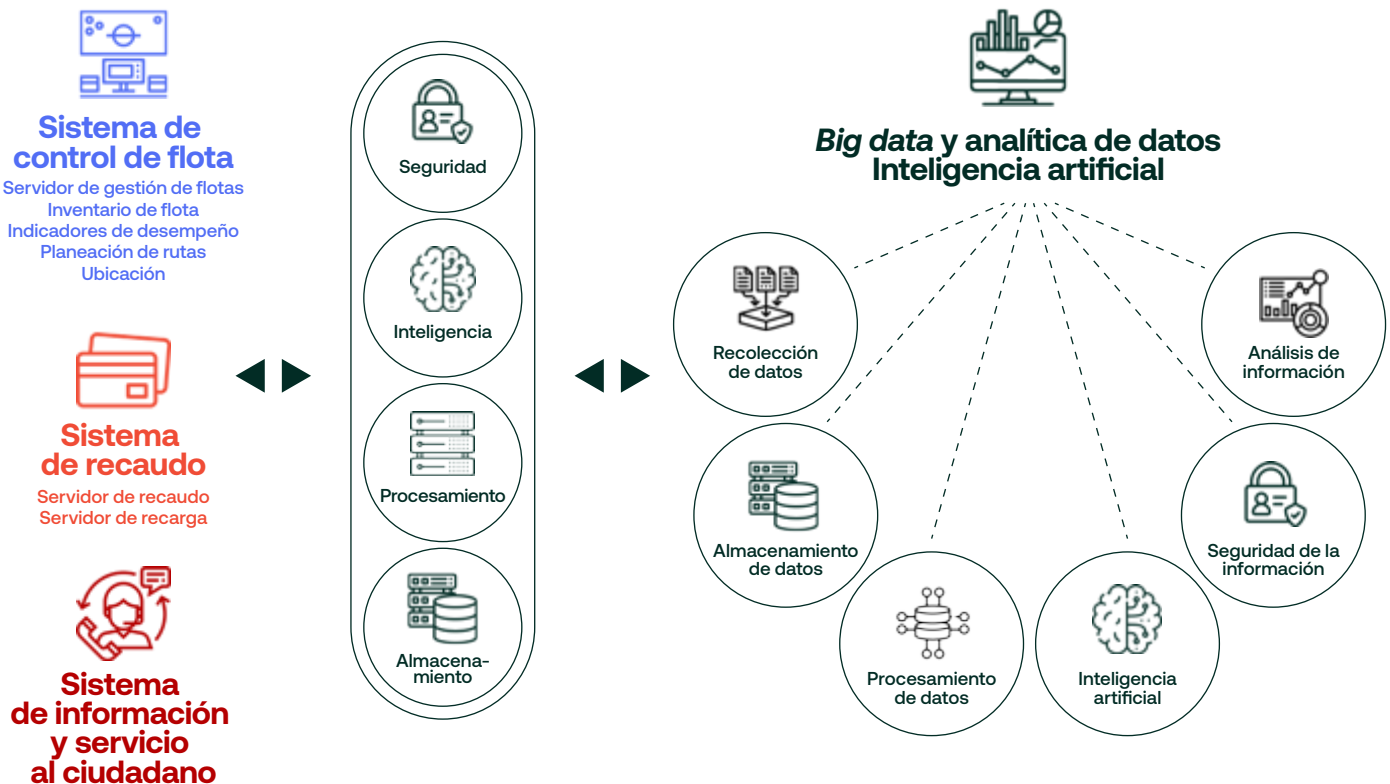 Sistema de
control de flota
Servidor de gestión de flotas
Inventario de flota
Indicadores de desempeño
Planeación de rutas
Ubicación
Sistema
de recaudo
Servidor de recaudo
Servidor de recarga
Sistema
de información
y servicio
al ciudadano
Seguridad
Inteligencia
Procesamiento
Almacena-
miento
Big data y analítica de datos
Inteligencia artificial
Recolección
de datos
Almacenamiento
de datos
Procesamiento
de datos
Inteligencia
artificial
Seguridad de la
información
Análisis de
información